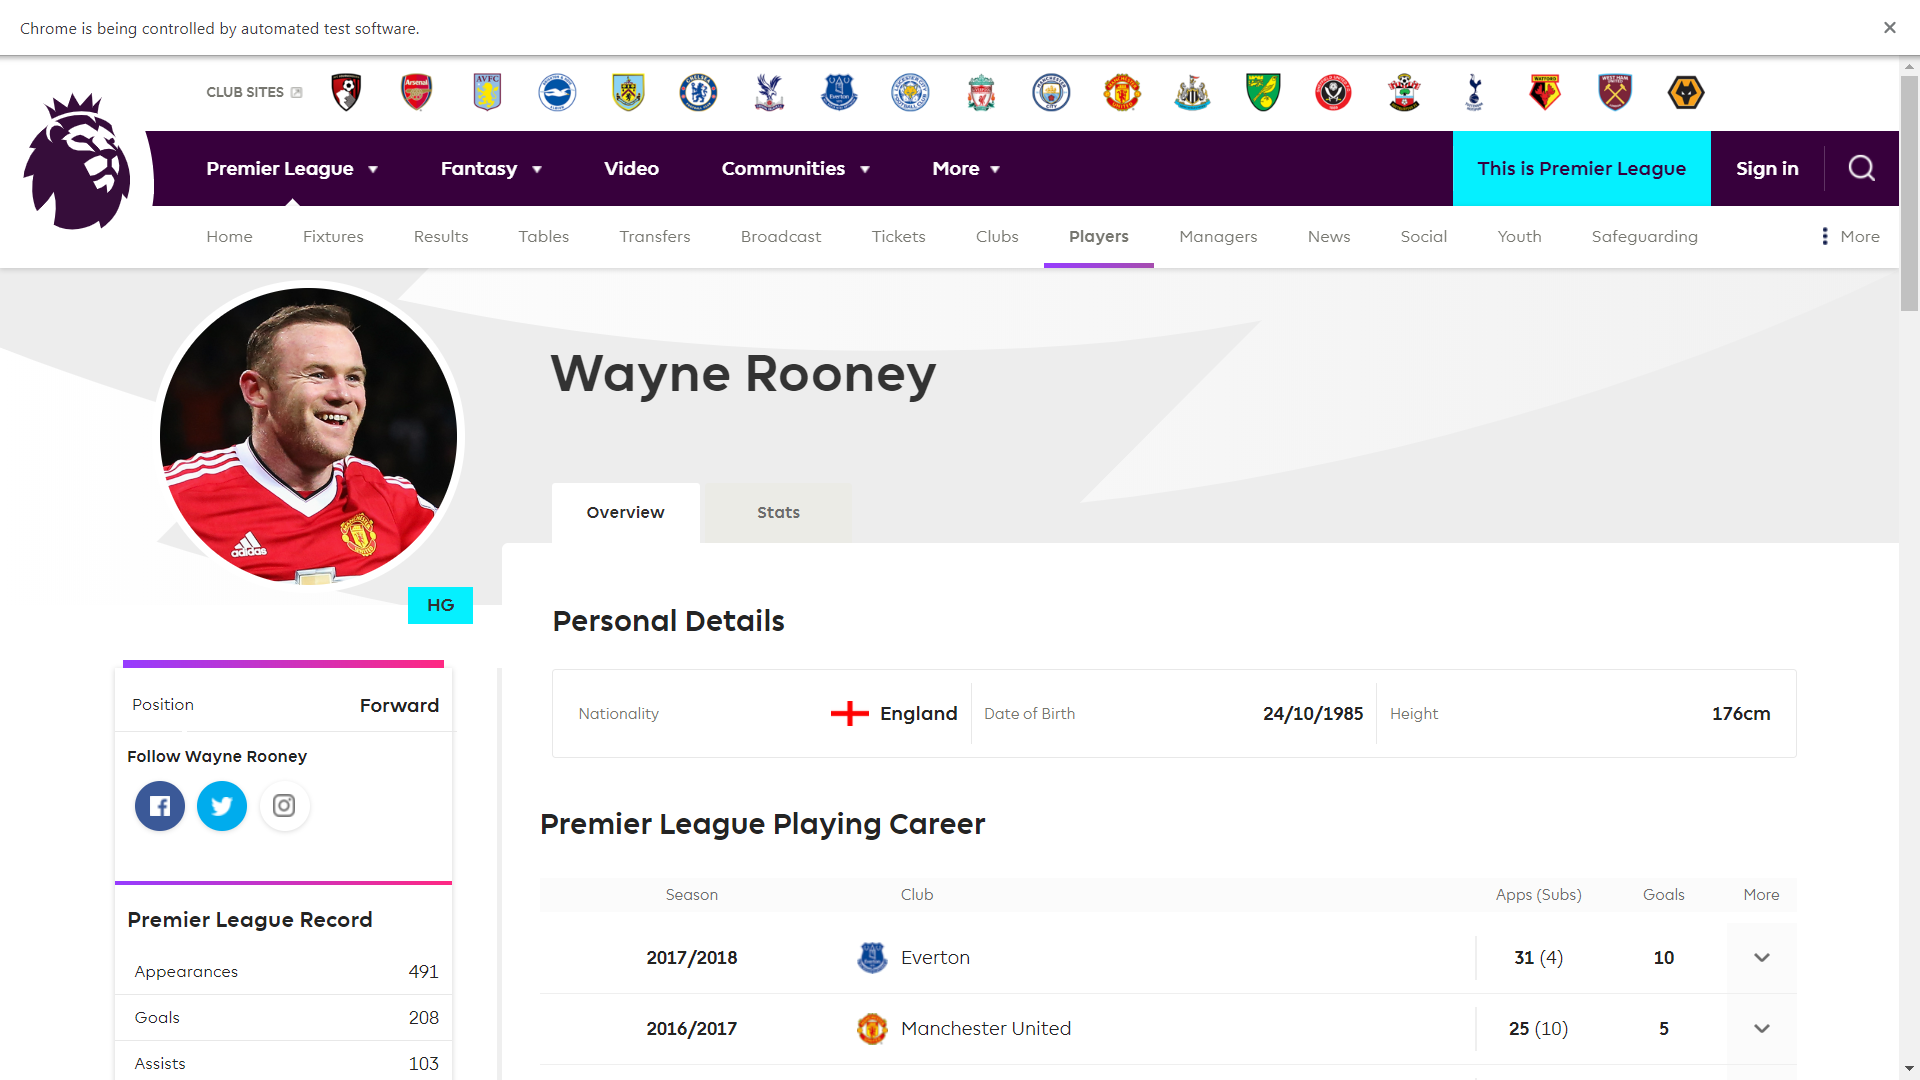 Chrome is being controlled by automated test software.
CLUB SITES
Premier League
Fantasy
Video
Communities
More
This is Premier League
Sign in
Home
Fixtures
Results
Tables
Transfers
Broadcast
Tickets
Clubs
Players
Managers
News
Social
Youth
Safeguarding
More
Wayne Rooney
Overview
Stats
adidas
HG
Position Forward
Follow Wayne Rooney
Premier League Record
Appearances 491
Goals 208
Assists 103
Personal Details
Nationality England
Date of Birth 24/10/1985
Height 176cm
Premier League Playing Career
Season Club Apps (Subs) Goals More
2017/2018 Everton 31 (4) 10
2016/2017 Manchester United 25 (10) 5